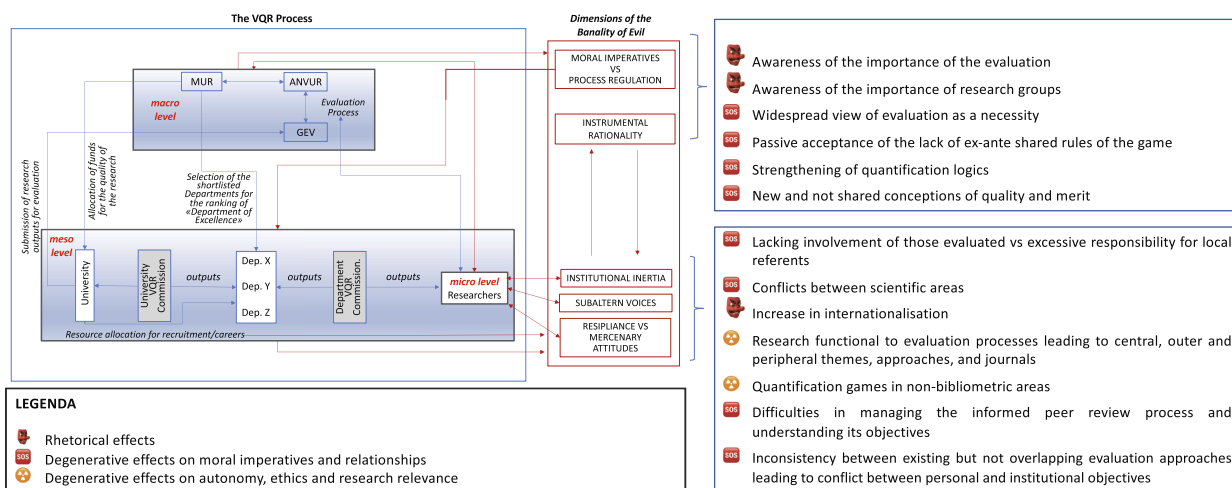 The VQR Process
Dimensions of the
Banality of Evil
MUR
ANVUR
macro
level
Evaluation
Process
GEV
Submission of research
outputs for evaluation
Allocation of funds
for the quality of
the research
Selection of the
shortlisted
Departments for
the ranking of
«Department of
Excellence»
meso
level
University
University
VQR
Commission
outputs
Dep. X
Dep. Y
Dep. Z
outputs
Department
VQR
Commission.
outputs
micro level
Researchers
Resource allocation for recruitment/careers
MORAL IMPERATIVES
VS
PROCESS REGULATION
INSTRUMENTAL
RATIONALITY
INSTITUTIONAL INERTIA
SUBALTERN VOICES
RESIPLIANCE VS
MERCENARY
ATTITUDES
Awareness of the importance of the evaluation
Awareness of the importance of research groups
SOS Widespread view of evaluation as a necessity
SOS Passive acceptance of the lack of ex-ante shared rules of the game
SOS Strengthening of quantification logics
SOS New and not shared conceptions of quality and merit
SOS Lacking involvement of those evaluated vs excessive responsibility for local
referents
SOS Conflicts between scientific areas
Increase in internationalisation
Research functional to evaluation processes leading to central, outer and
peripheral themes, approaches, and journals
Quantification games in non-bibliometric areas
SOS Difficulties in managing the informed peer review process and
understanding its objectives
SOS Inconsistency between existing but not overlapping evaluation approaches
leading to conflict between personal and institutional objectives
LEGENDA
Rhetorical effects
SOS Degenerative effects on moral imperatives and relationships
Degenerative effects on autonomy, ethics and research relevance